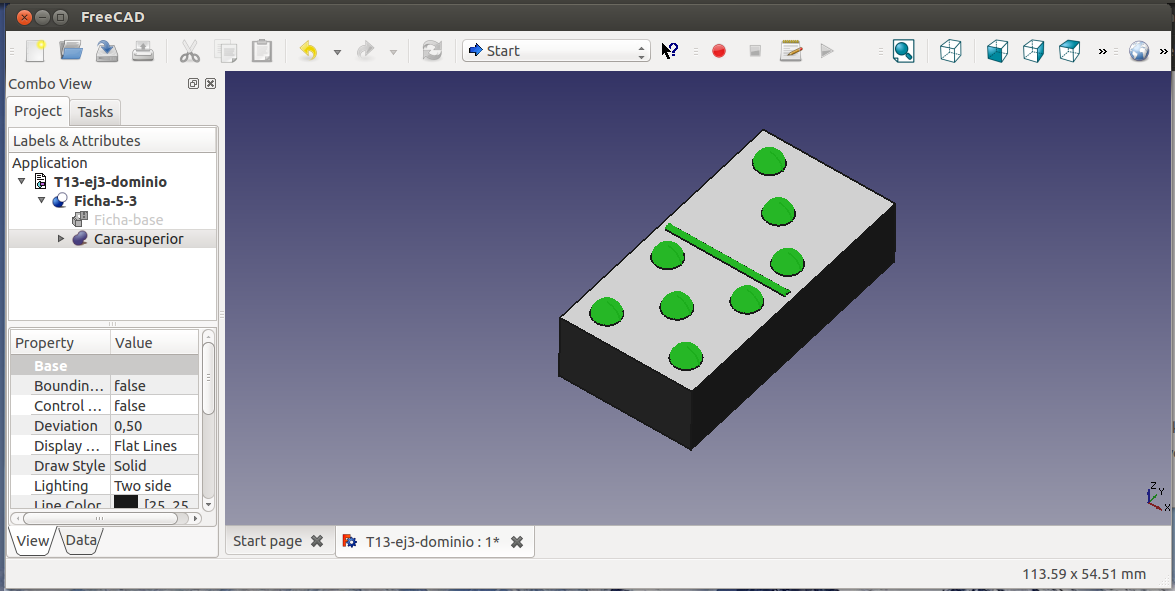 FreeCAD
Start
Combo View
Project Tasks
Labels & Attributes
Application
T13-ej3-dominio
Ficha-5-3
Ficha-base
Cara-superior
Property Value
Base
Boundin... false
Control ... false
Deviation 0,50
Display ... Flat Lines
Draw Style Solid
Lighting Two side
Line Color [25, 25
View Data
Start page
T13-ej3-dominio : 1*
Z
Y
X
113.59 x 54.51 mm